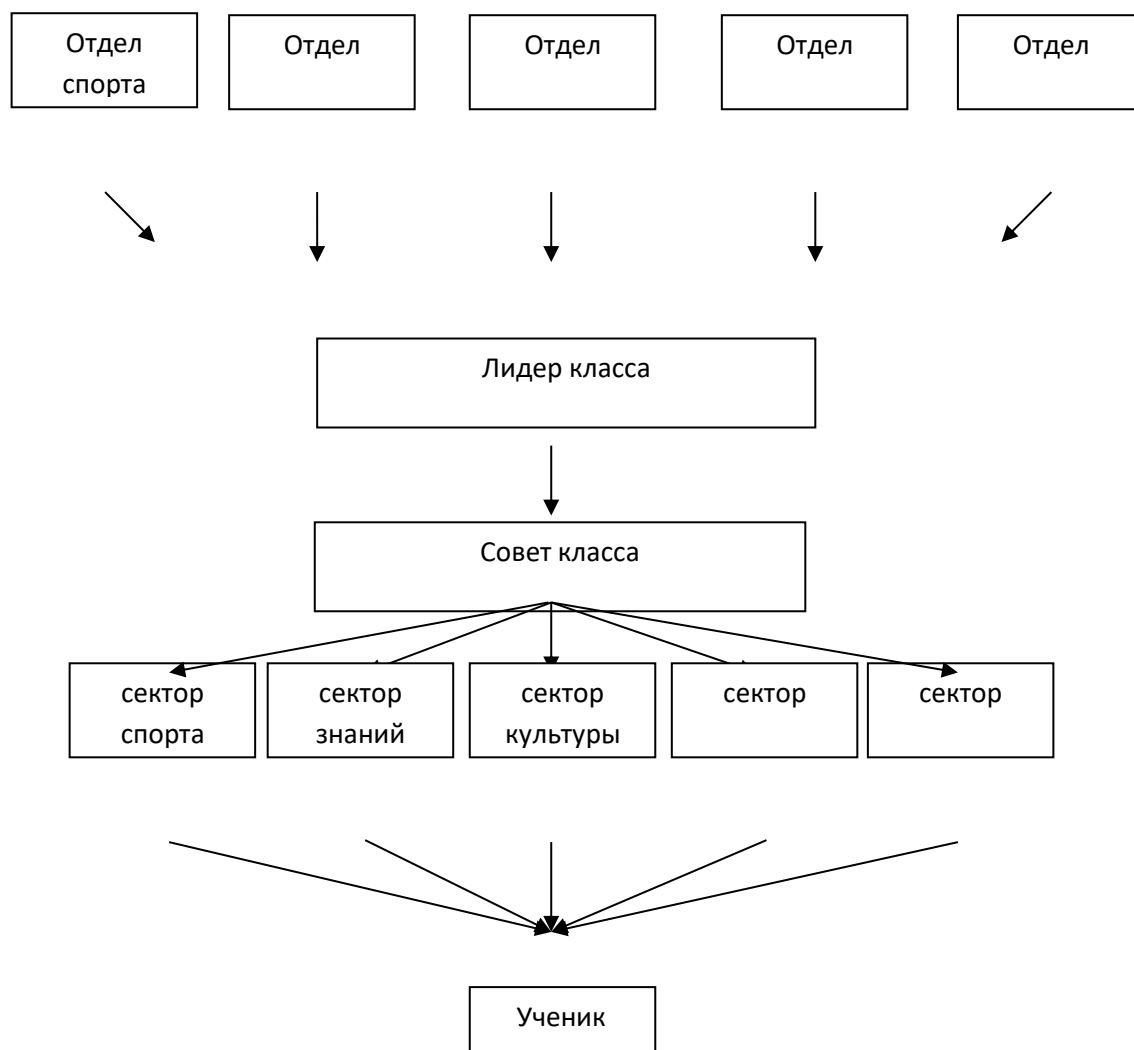 Отдел
спорта
Отдел
Отдел
Отдел
Отдел
Лидер класса
Совет класса
сектор
спорта
сектор
знаний
сектор
культуры
сектор
сектор
Ученик